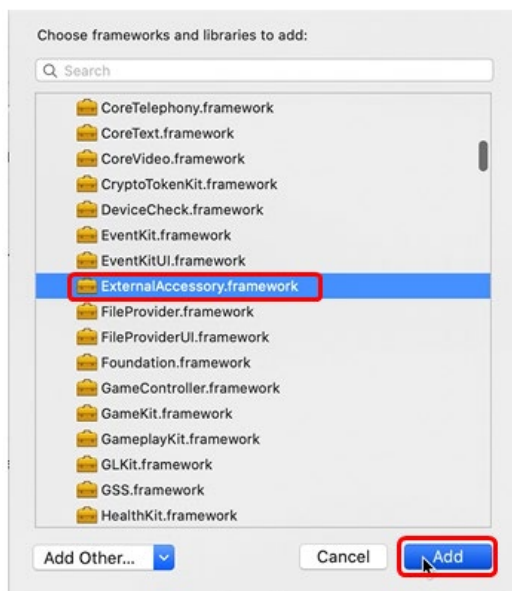 Choose frameworks and libraries to add:
Search
CoreTelephony.framework
CoreText.framework
CoreVideo.framework
CryptoTokenKit.framework
DeviceCheck.framework
EventKit.framework
EventKitUI.framework
ExternalAccessory.framework
FileProvider.framework
FileProviderUI.framework
Foundation.framework
GameController.framework
GameKit.framework
GameplayKit.framework
GLKit.framework
GSS.framework
HealthKit.framework
Add Other... Cancel Add